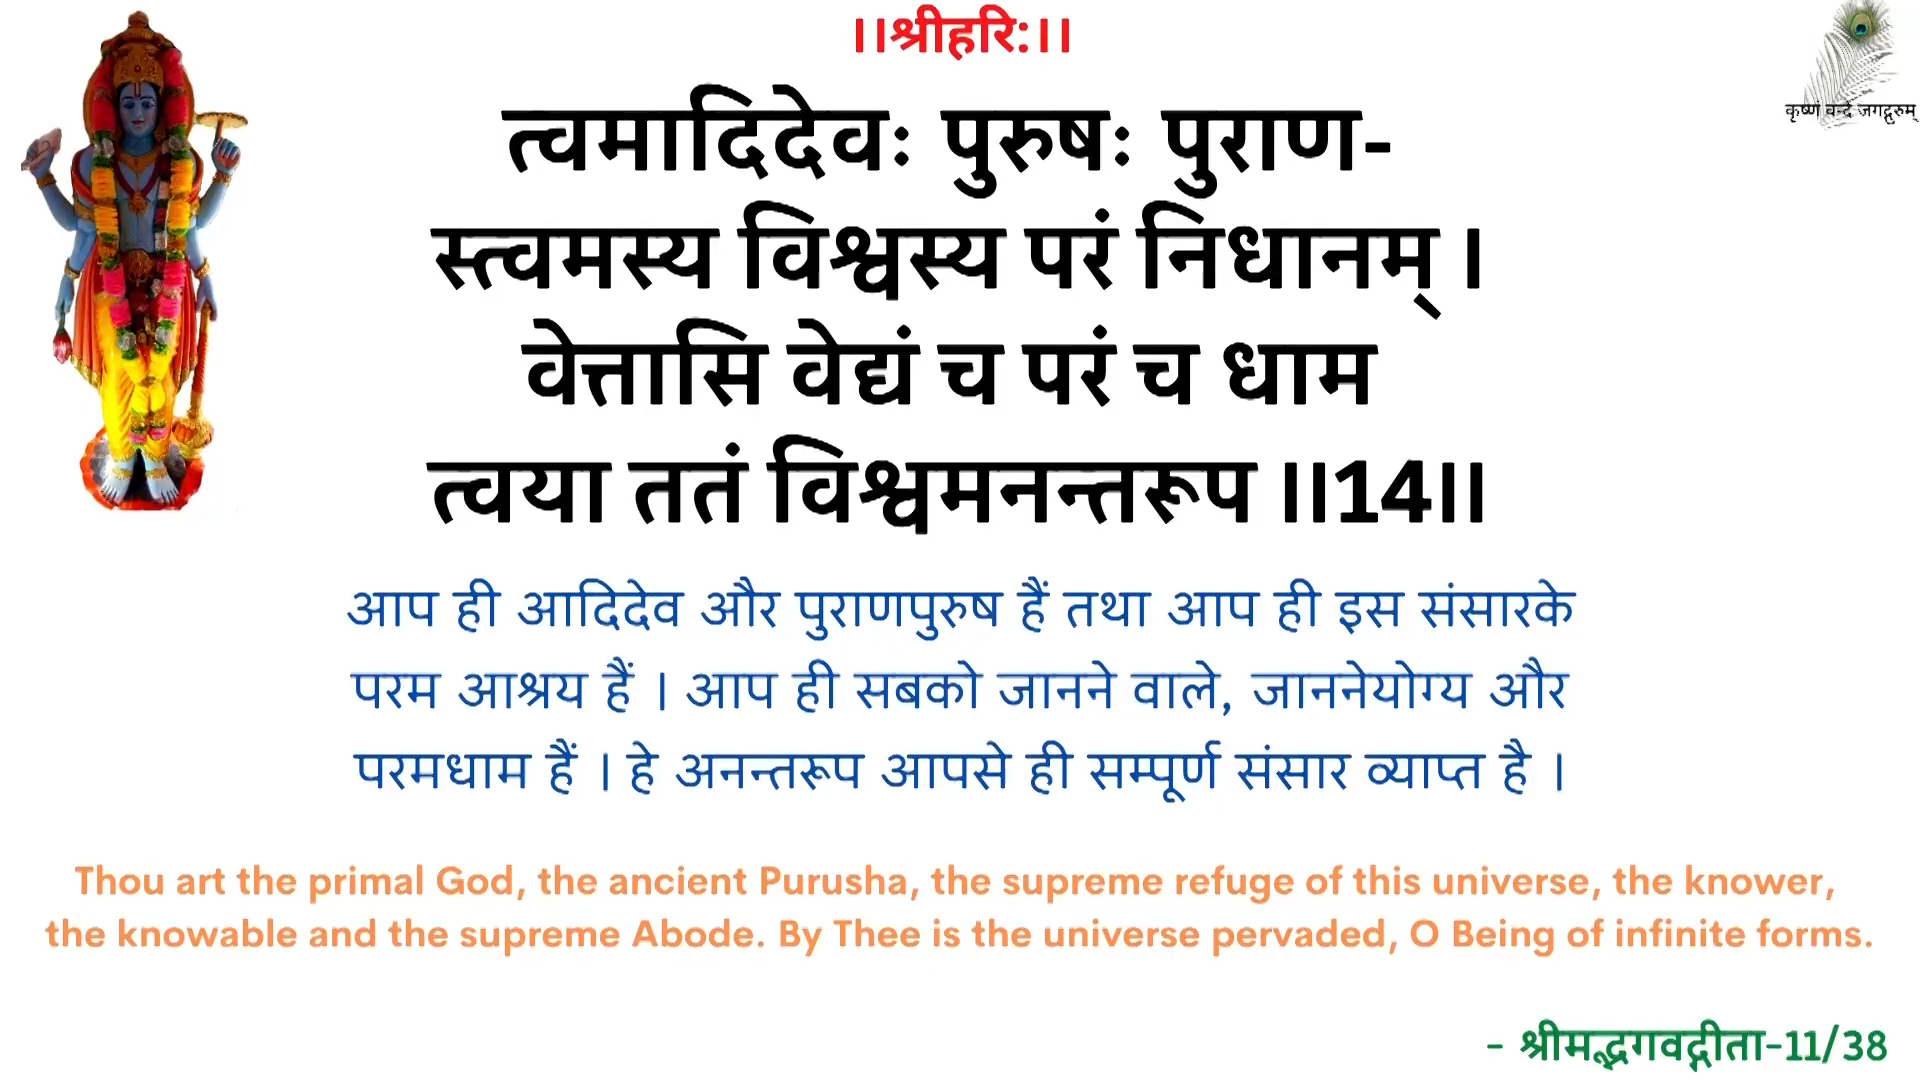 ।।श्रीहरि:।।
कृष्णं वन्दे जगद्गुरुम्
त्वमादिदेवः पुरुषः पुराण-
स्त्वमस्य विश्वस्य परं निधानम् ।
वेत्तासि वेद्यं च परं च धाम
त्वया ततं विश्वमनन्तरूप ।।14।।
आप ही आदिदेव और पुराणपुरुष हैं तथा आप ही इस संसारके
परम आश्रय हैं । आप ही सबको जानने वाले, जाननेयोग्य और
परमधाम हैं । हे अनन्तरूप आपसे ही सम्पूर्ण संसार व्याप्त है ।
Thou art the primal God, the ancient Purusha, the supreme refuge of this universe, the knower,
the knowable and the supreme Abode. By Thee is the universe pervaded, O Being of infinite forms.
- श्रीमद्भगवद्गीता-11/38